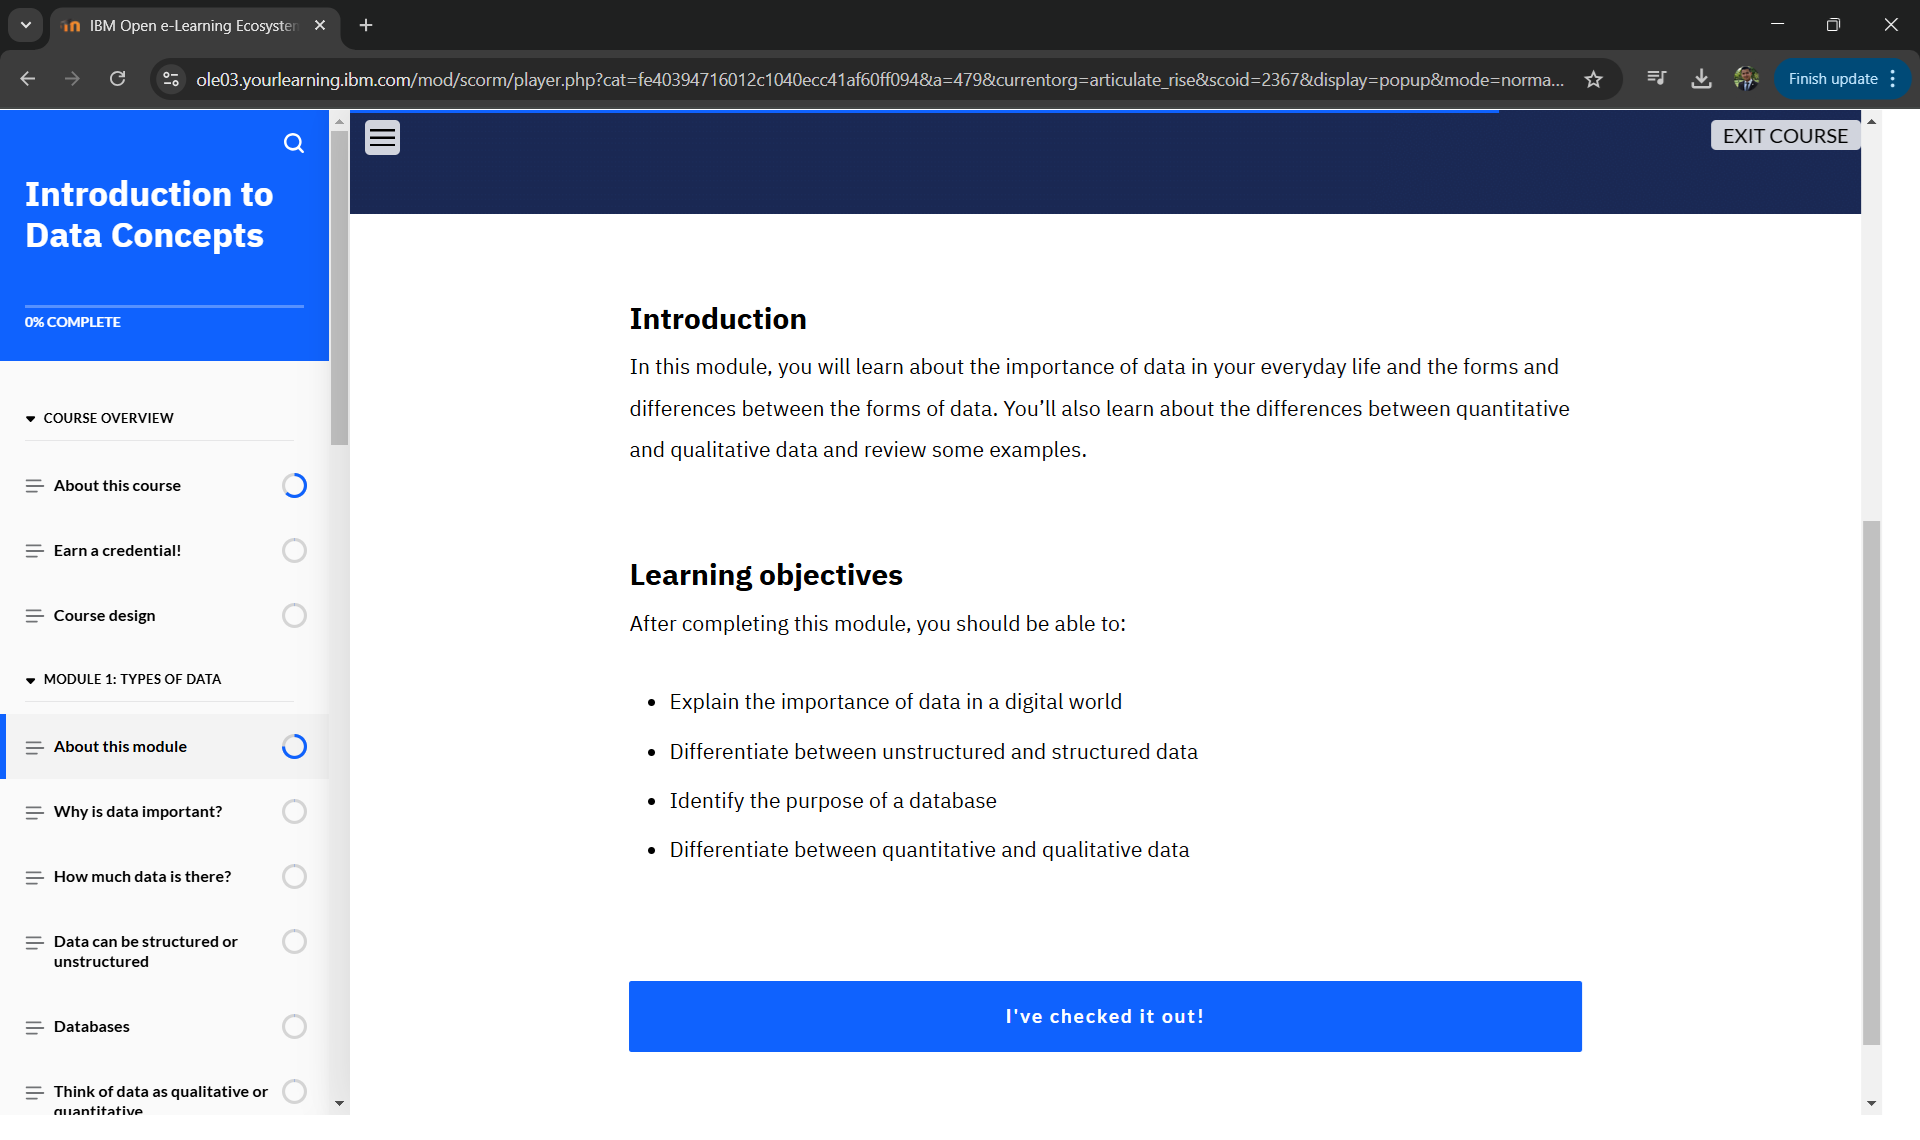 IBM Open e-Learning Ecosystem
ole03.yourlearning.ibm.com/mod/scorm/player.php?cat=fe40394716012c1040ecc41af60ff094&a=479&currentorg=articulate_rise&scoid=2367&display=popup&mode=norma...
Finish update
Introduction to
Data Concepts
0% COMPLETE
COURSE OVERVIEW
About this course
Earn a credential!
Course design
MODULE 1: TYPES OF DATA
About this module
Why is data important?
How much data is there?
Data can be structured or
unstructured
Databases
Think of data as qualitative or
quantitative
EXIT COURSE
Introduction
In this module, you will learn about the importance of data in your everyday life and the forms and
differences between the forms of data. You’ll also learn about the differences between quantitative
and qualitative data and review some examples.
Learning objectives
After completing this module, you should be able to:
• Explain the importance of data in a digital world
• Differentiate between unstructured and structured data
• Identify the purpose of a database
• Differentiate between quantitative and qualitative data
I've checked it out!